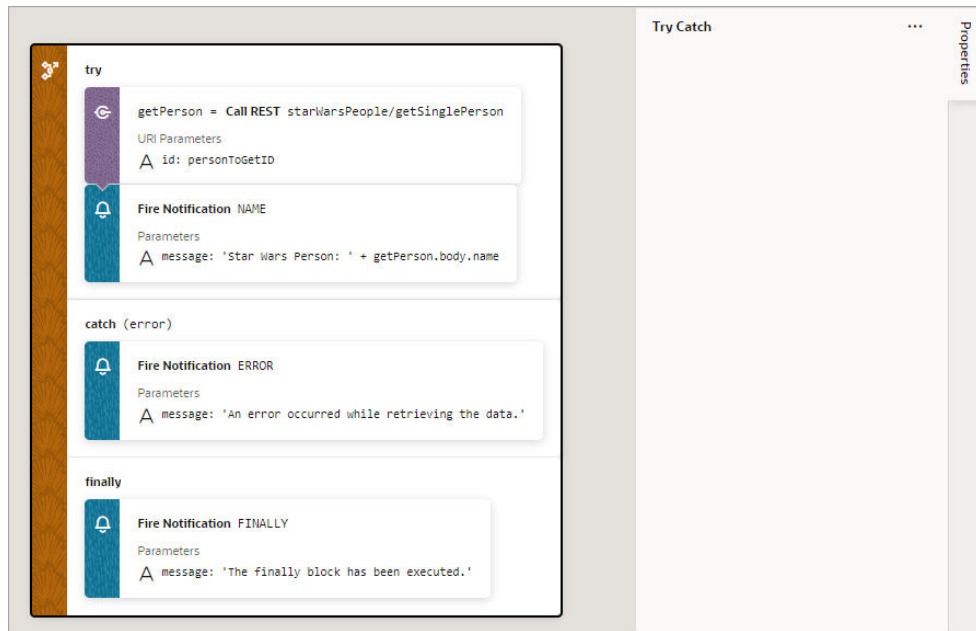 Try Catch
...
Properties
try
getPerson = Call REST starWarsPeople/getSinglePerson
URI Parameters
A id: personToGetID
Fire Notification NAME
Parameters
A message: 'Star Wars Person: ' + getPerson.body.name
catch (error)
Fire Notification ERROR
Parameters
A message: 'An error occurred while retrieving the data.'
finally
Fire Notification FINALLY
Parameters
A message: 'The finally block has been executed.'